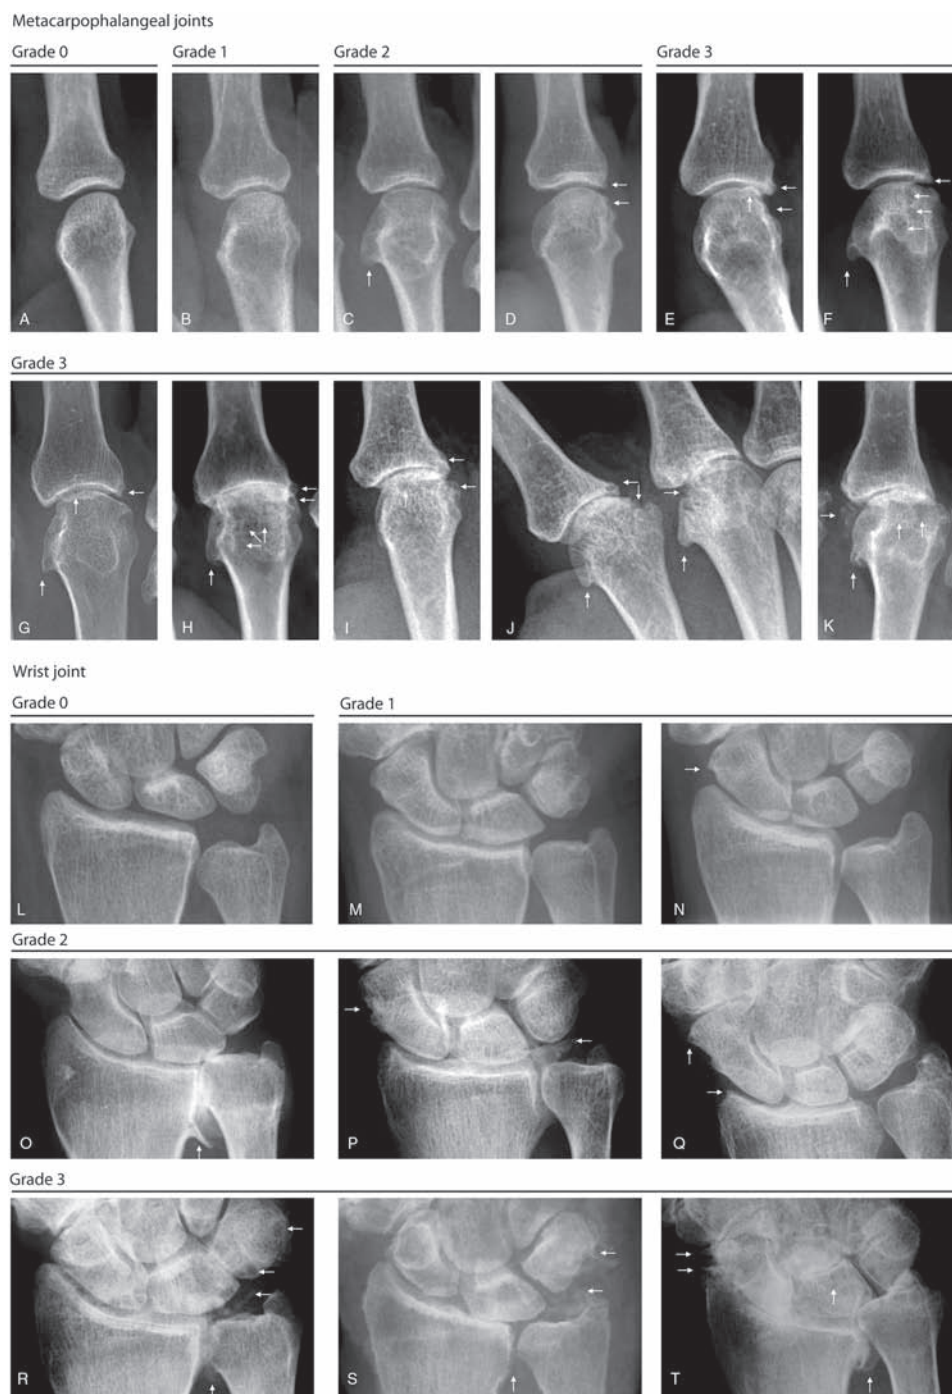 Metacarpophalangeal joints
Grade 0 Grade 1 Grade 2 Grade 3
A B C D E F
Grade 3
G H I J K
Wrist joint
Grade 0 Grade 1
L M N
Grade 2
O P Q
Grade 3
R S T